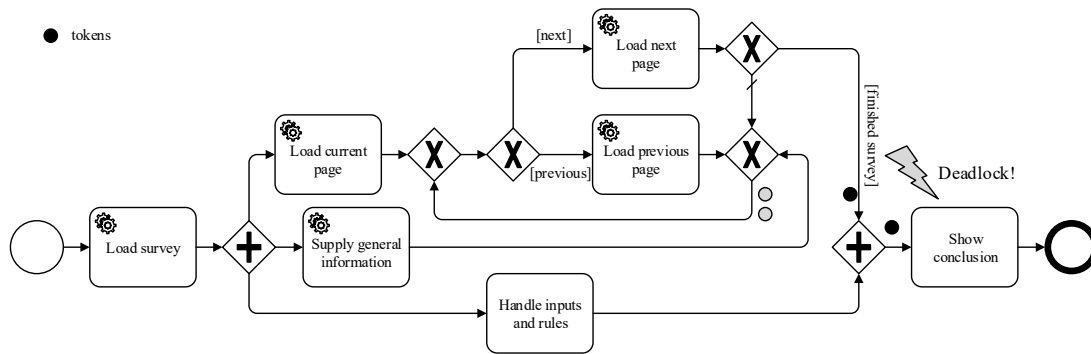 tokens
[next]
Load next
page
Load current
page
[previous]
Load previous
page
[finished survey]
Deadlock!
Load survey
Supply general
information
Show
conclusion
Handle inputs
and rules